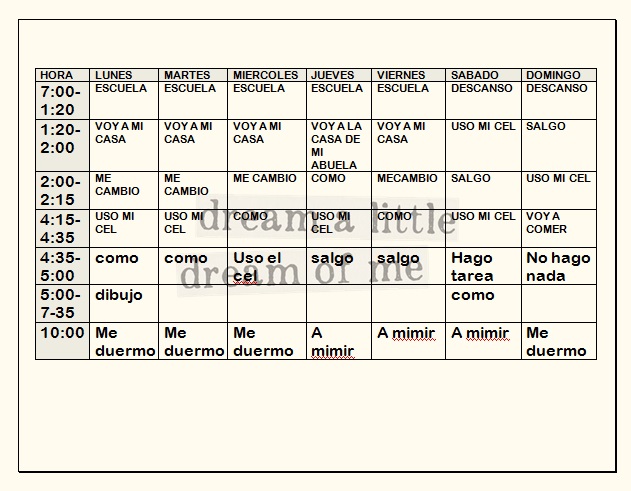 HORA LUNES MARTES MIERCOLES JUEVES VIERNES SABADO DOMINGO
7:00- ESCUELA ESCUELA ESCUELA ESCUELA ESCUELA DESCANSO DESCANSO
1:20
1:20- VOY A MI VOY A MI VOY A MI VOY A LA VOY A MI USO MI CEL SALGO
2:00 CASA CASA CASA CASA DE CASA
MI
ABUELA
2:00- ME ME ME CAMBIO COMO MECAMBIO SALGO USO MI CEL
2:15 CAMBIO CAMBIO
dream a little
4:15- USO MI USO MI COMO USO MI COMO USO MI CEL VOY A
4:35 CEL CEL CEL COMER
4:35- como como Uso el salgo salgo Hago No hago
5:00 cel tarea nada
dream of me
5:00- dibujo como
7-35
10:00 Me Me Me A A mimir A mimir Me
duermo duermo duermo mimir duermo